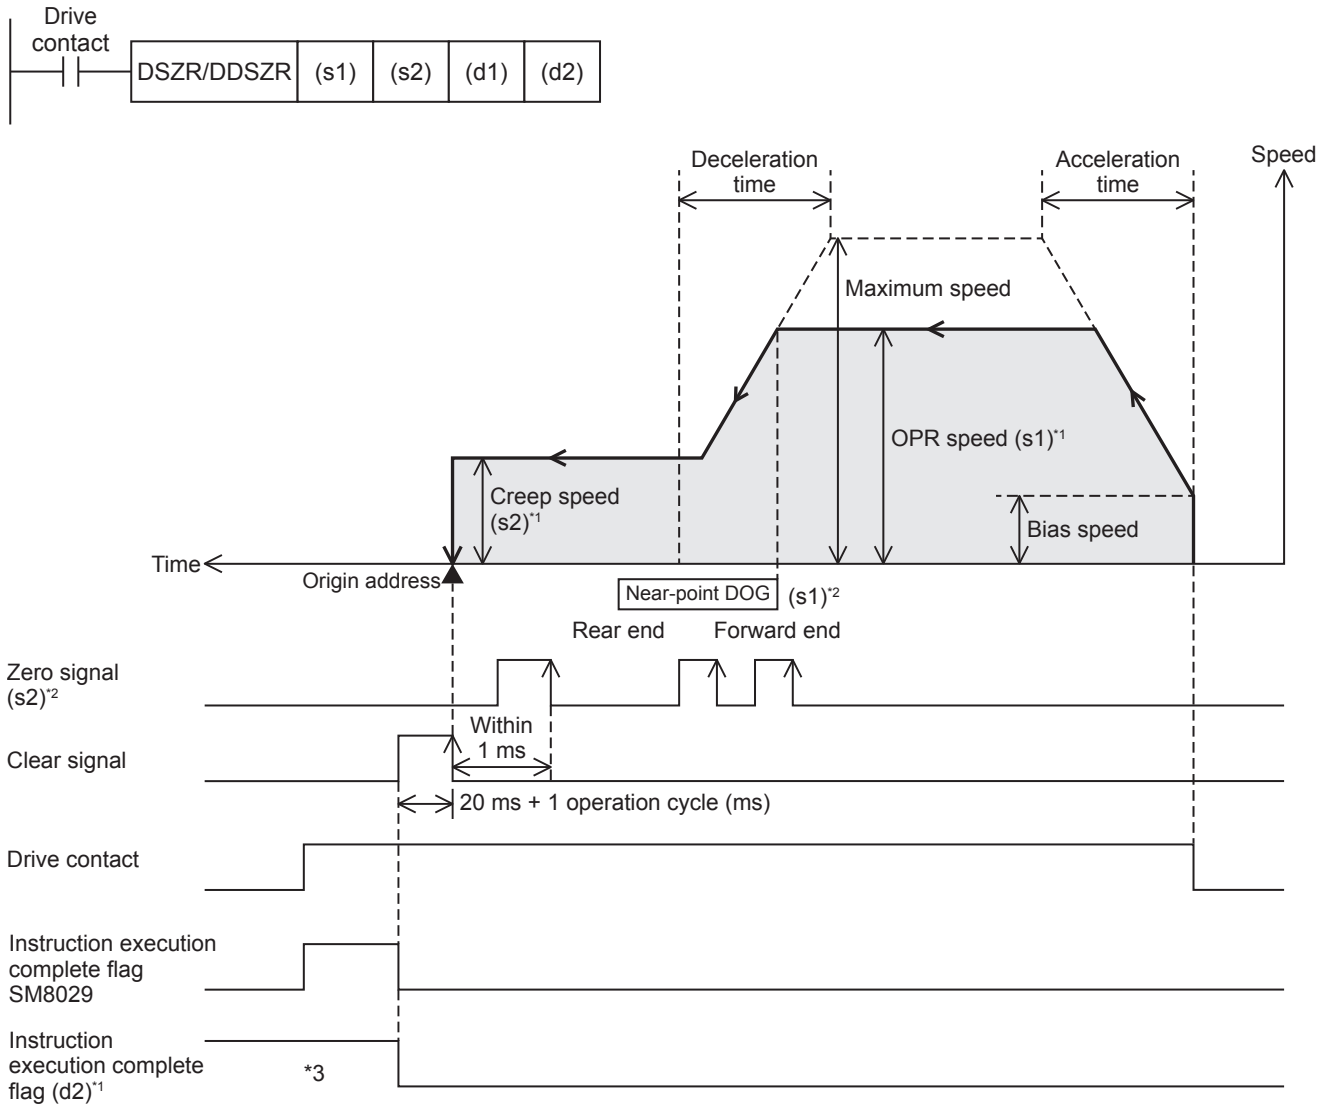 Drive
contact
DSZR/DDSZR (s1) (s2) (d1) (d2)
Deceleration
time
Acceleration
time
Speed
Maximum speed
OPR speed (s1)*1
Creep speed
(s2)*1
Bias speed
Time
Origin address
Near-point DOG (s1)*2
Rear end Forward end
Zero signal
(s2)*2
Within
1 ms
Clear signal
20 ms + 1 operation cycle (ms)
Drive contact
Instruction execution
complete flag
SM8029
Instruction
execution complete
flag (d2)*1
*3